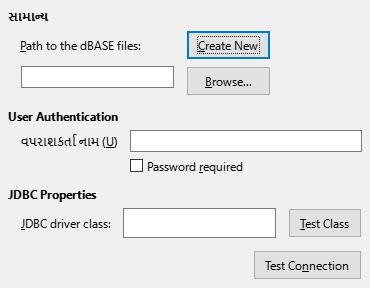 સામાન્ય
Path to the dBASE files:
Create New
Browse...
User Authentication
વપરાશકર્તા નામ (U)
Password required
JDBC Properties
JDBC driver class:
Test Class
Test Connection